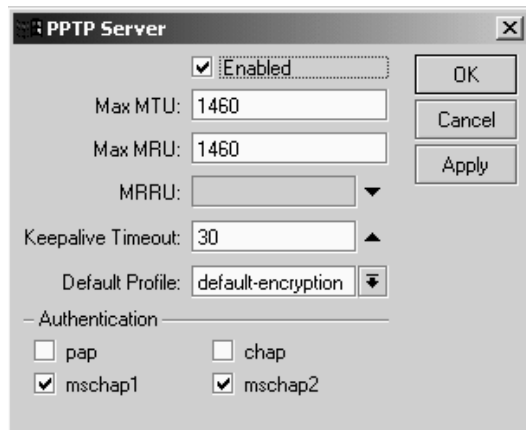 PPTP Server
Enabled
OK
Max MTU: 1460
Cancel
Max MRU: 1460
Apply
MRRU:
Keepalive Timeout: 30
Default Profile: default-encryption
Authentication
pap chap
mschap1 mschap2